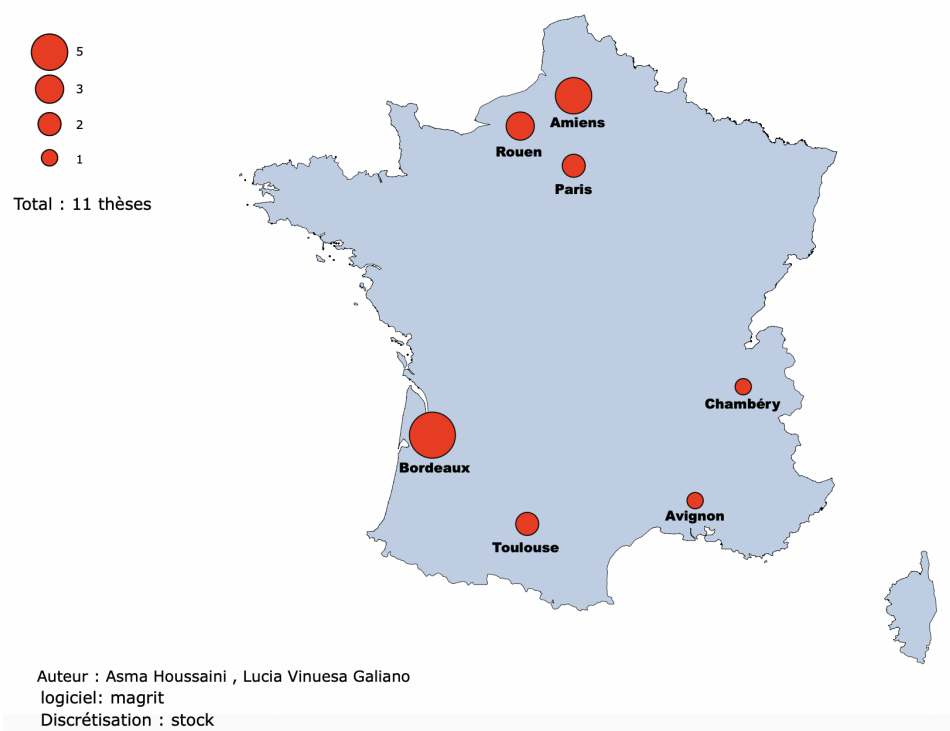 5
3
2
1
Total : 11 thèses
Amiens
Rouen
Paris
Chambéry
Bordeaux
Avignon
Toulouse
Auteur : Asma Houssaini , Lucia Vinuesa Galiano
logiciel: magrit
Discrétisation : stock